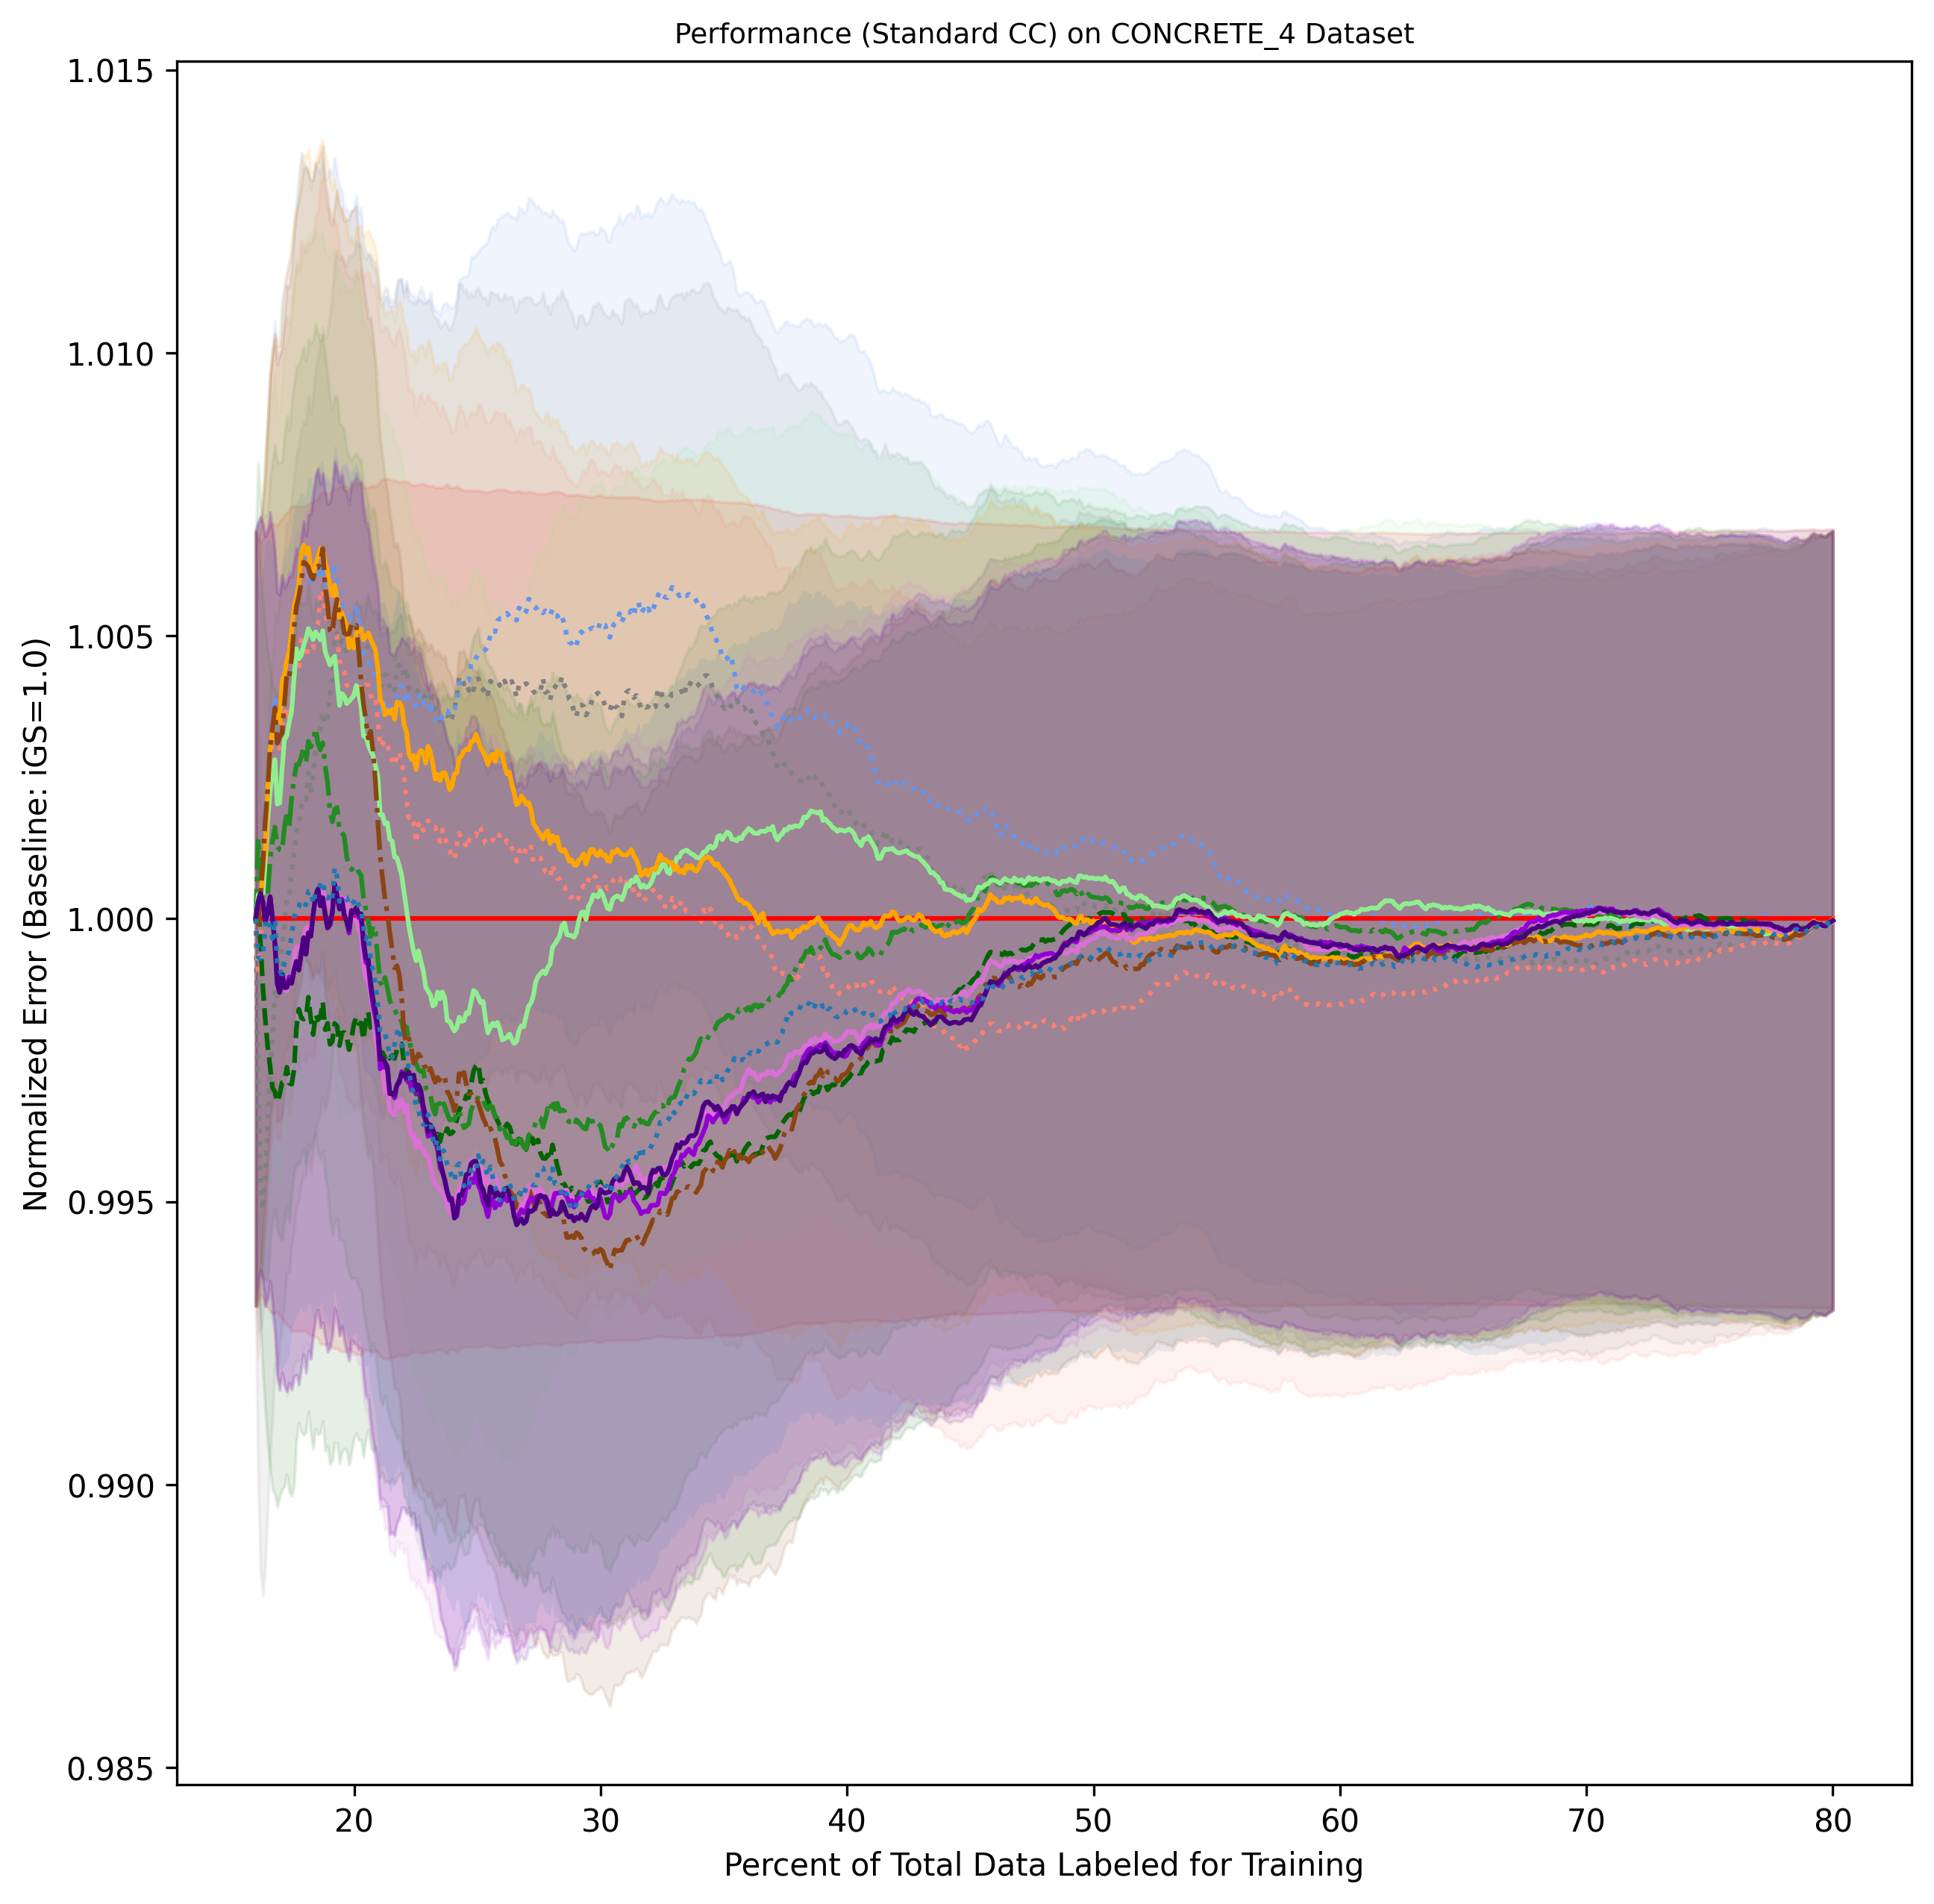 Performance (Standard CC) on CONCRETE_4 Dataset
1.015
1.010
1.005
1.000
0.995
0.990
0.985
Normalized Error (Baseline: iGS=1.0)
20 30 40 50 60 70 80
Percent of Total Data Labeled for Training